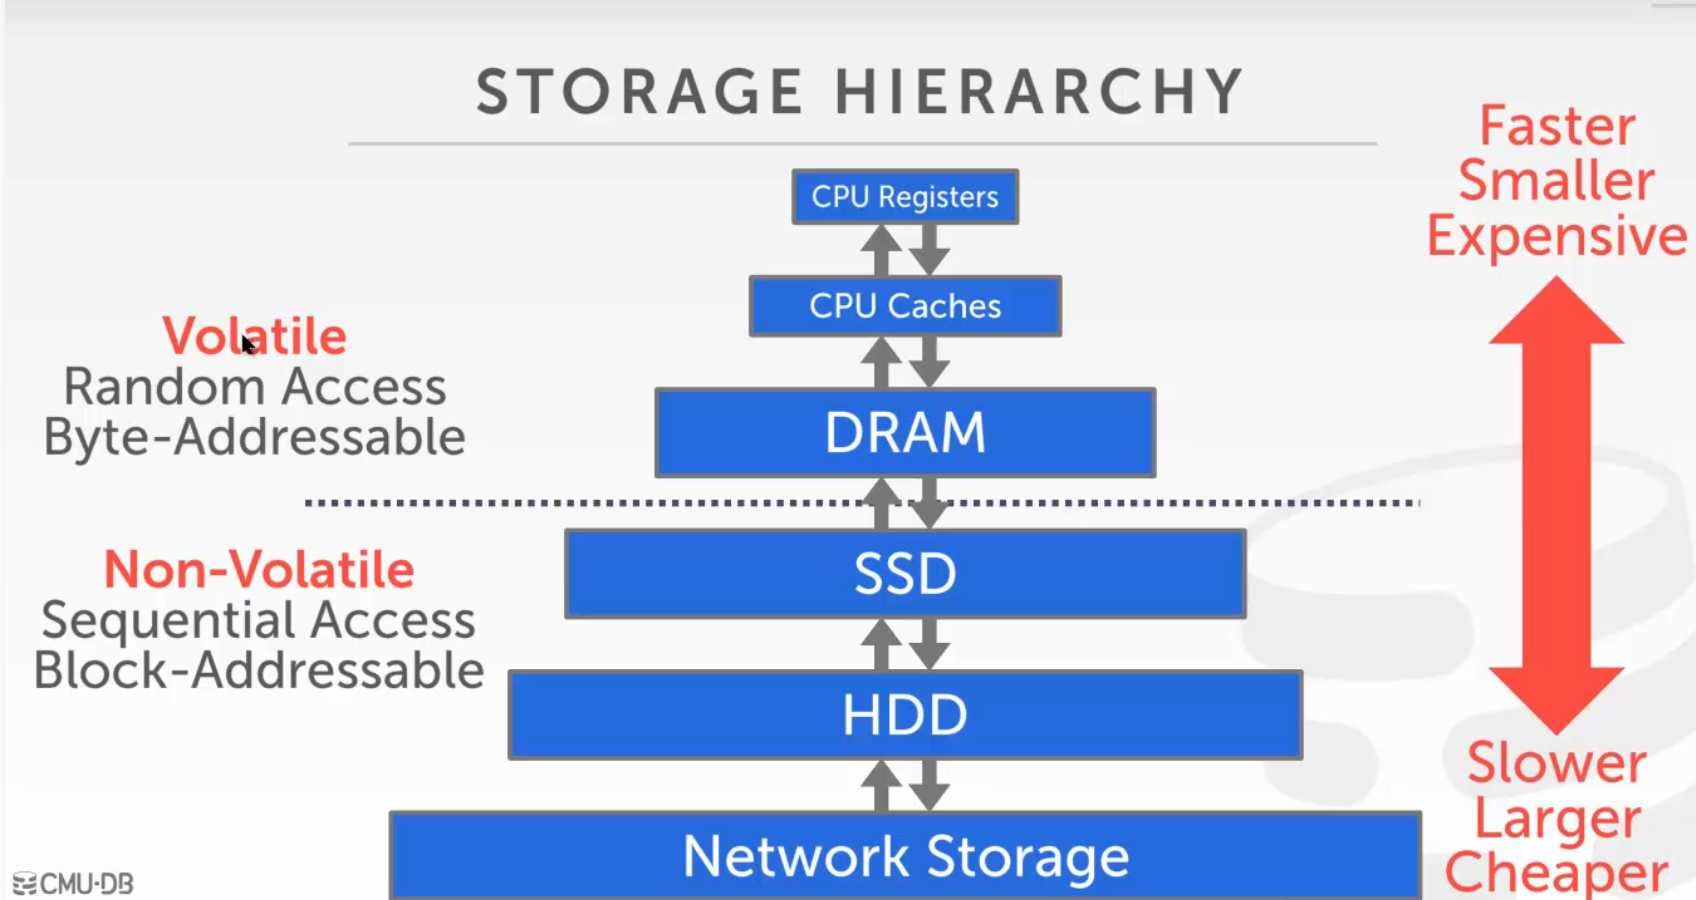 STORAGE HIERARCHY
Faster
Smaller
Expensive
CPU Registers
CPU Caches
Volatile
Random Access
Byte-Addressable
DRAM
Non-Volatile
Sequential Access
Block-Addressable
SSD
HDD
Network Storage
Slower
Larger
Cheaper
CMU·DB